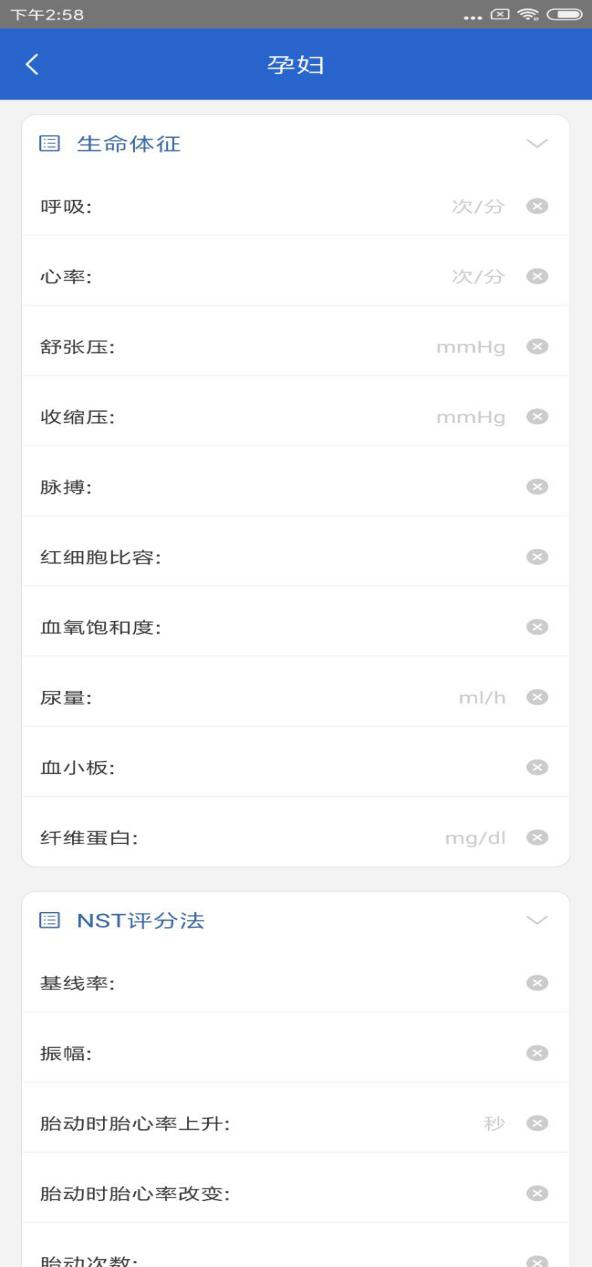 下午2:58
孕妇
生命体征
呼吸: 次/分
心率: 次/分
舒张压: mmHg
收缩压: mmHg
脉搏:
红细胞比容:
血氧饱和度:
尿量: ml/h
血小板:
纤维蛋白: mg/dl
NST评分法
基线率:
振幅:
胎动时胎心率上升: 秒
胎动时胎心率改变:
胎动次数: